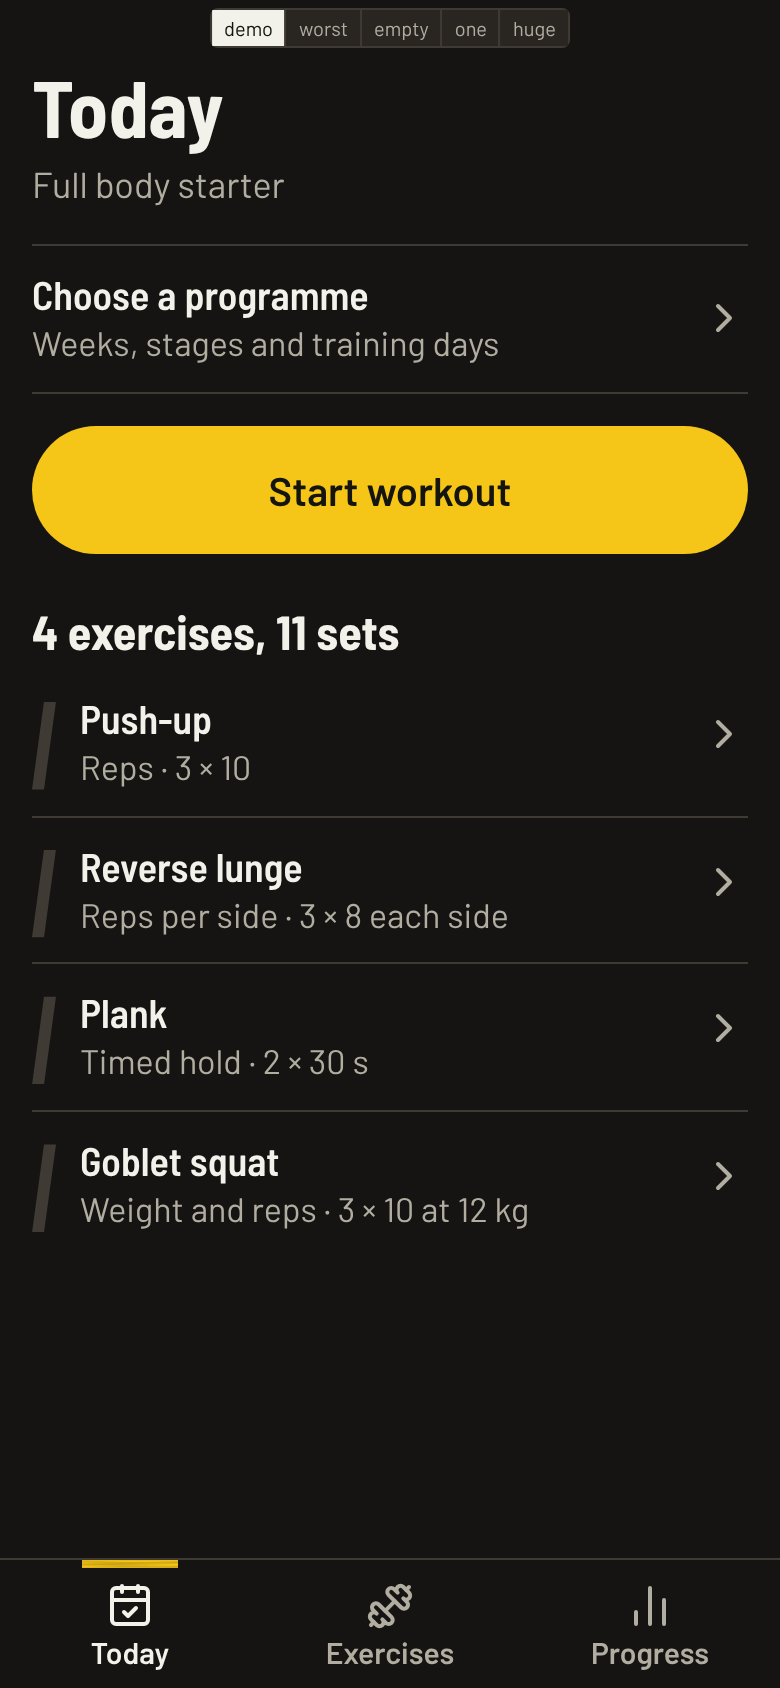 demo worst empty one huge
Today
Full body starter
Choose a programme
Weeks, stages and training days
Start workout
4 exercises, 11 sets
Push-up
Reps · 3 × 10
Reverse lunge
Reps per side · 3 × 8 each side
Plank
Timed hold · 2 × 30 s
Goblet squat
Weight and reps · 3 × 10 at 12 kg
Today Exercises Progress